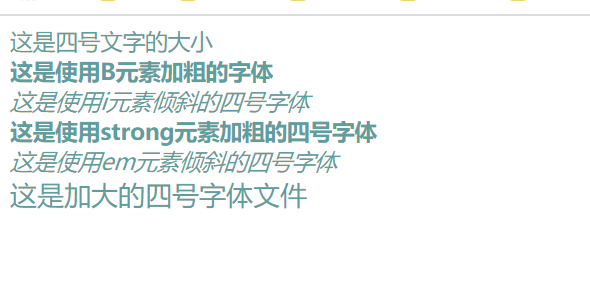 这是四号文字的大小
这是使用B元素加粗的字体
这是使用i元素倾斜的四号字体
这是使用strong元素加粗的四号字体
这是使用em元素倾斜的四号字体
这是加大的四号字体文件